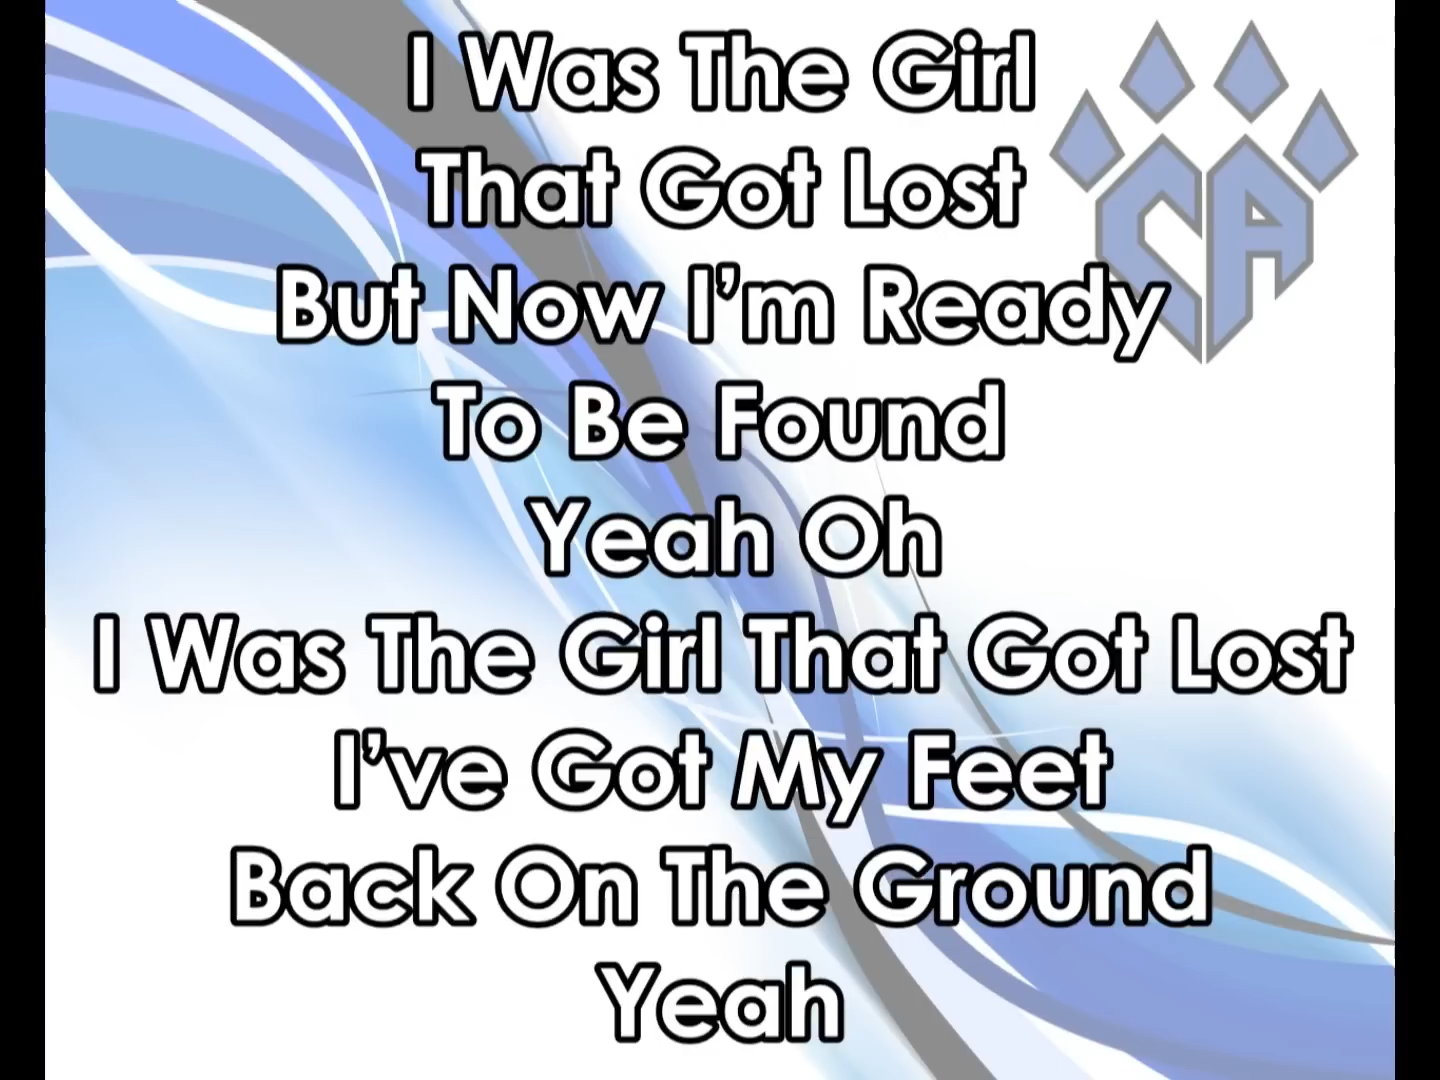 I Was The Girl
That Got Lost
But Now I'm Ready
To Be Found
Yeah Oh
I Was The Girl That Got Lost
I've Got My Feet
Back On The Ground
Yeah
CA